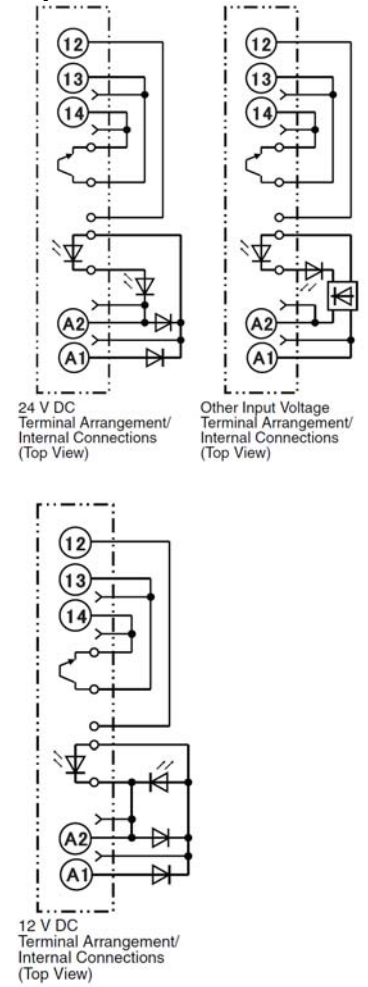 12
13
14
A2
A1
24 V DC
Terminal Arrangement/
Internal Connections
(Top View)
12
13
14
A2
A1
Other Input Voltage
Terminal Arrangement/
Internal Connections
(Top View)
12
13
14
A2
A1
12 V DC
Terminal Arrangement/
Internal Connections
(Top View)